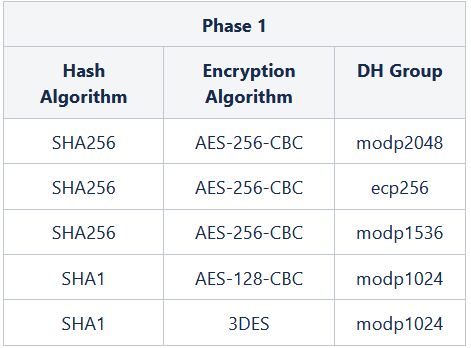 Phase 1
Hash Algorithm Encryption Algorithm DH Group
SHA256 AES-256-CBC modp2048
SHA256 AES-256-CBC ecp256
SHA256 AES-256-CBC modp1536
SHA1 AES-128-CBC modp1024
SHA1 3DES modp1024